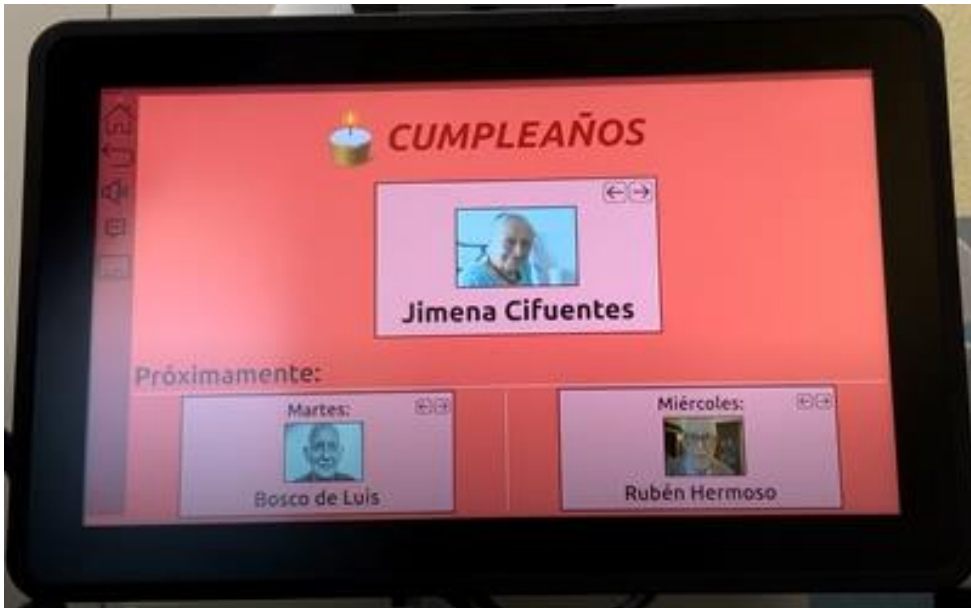 CUMPLEAÑOS
Jimena Cifuentes
Próximamente:
Martes:
Bosco de Luis
Miércoles:
Rubén Hermoso